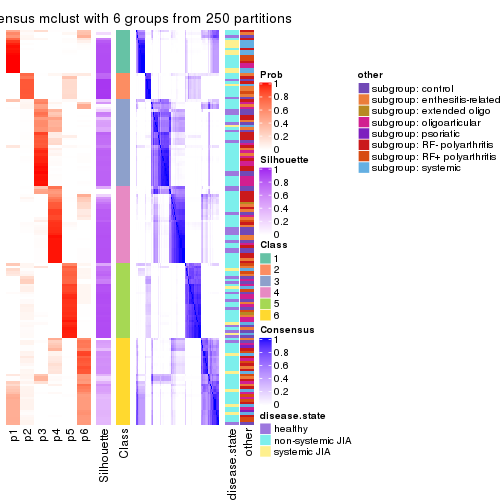 ensus mclust with 6 groups from 250 partitions
Prob
1
0.8
0.6
0.4
0.2
0
Silhouette
1
0.8
0.6
0.4
0.2
0
Class
1
2
3
4
5
6
Consensus
1
0.8
0.6
0.4
0.2
0
disease.state
healthy
non-systemic JIA
systemic JIA
other
subgroup: control
subgroup: enthesitis-related
subgroup: extended oligo
subgroup: oligoarticular
subgroup: psoriatic
subgroup: RF- polyarthritis
subgroup: RF+ polyarthritis
subgroup: systemic
p1
p2
p3
p4
p5
p6
Silhouette
Class
disease.state
other